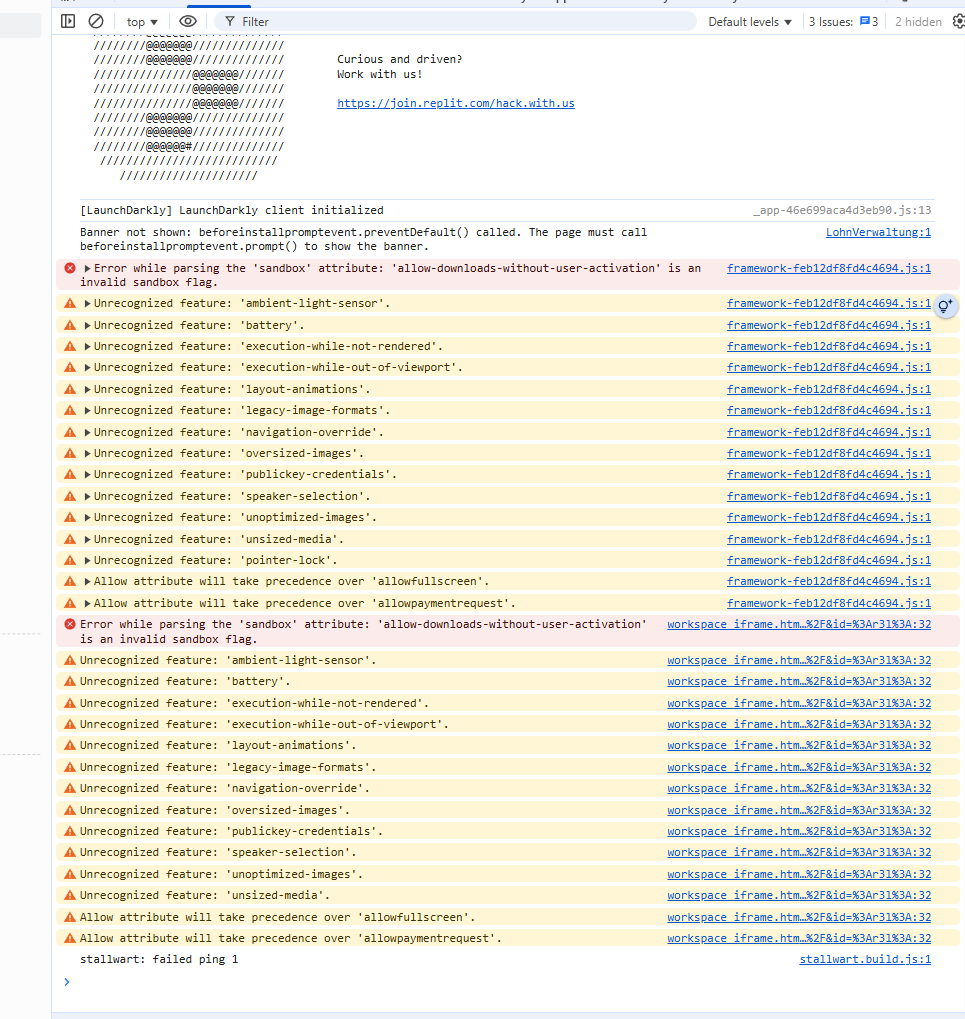 top ▼ Filter Default levels ▼ 3 Issues: 3 2 hidden
////////@@@@@@@//////////////
////////@@@@@@@////////////// Curious and driven?
///////////////@@@@@@@/////// Work with us!
///////////////@@@@@@@///////
///////////////@@@@@@@/////// https://join.replit.com/hack.with.us
////////@@@@@@@//////////////
////////@@@@@@@//////////////
////////@@@@@@#//////////////
///////////////////////////
/////////////////////
[LaunchDarkly] LaunchDarkly client initialized _app-46e699aca4d3eb90.js:13
Banner not shown: beforeinstallpromptevent.preventDefault() called. The page must call LohnVerwaltung:1
beforeinstallpromptevent.prompt() to show the banner.
Error while parsing the 'sandbox' attribute: 'allow-downloads-without-user-activation' is an framework-feb12df8fd4c4694.js:1
invalid sandbox flag.
Unrecognized feature: 'ambient-light-sensor'. framework-feb12df8fd4c4694.js:1
Unrecognized feature: 'battery'. framework-feb12df8fd4c4694.js:1
Unrecognized feature: 'execution-while-not-rendered'. framework-feb12df8fd4c4694.js:1
Unrecognized feature: 'execution-while-out-of-viewport'. framework-feb12df8fd4c4694.js:1
Unrecognized feature: 'layout-animations'. framework-feb12df8fd4c4694.js:1
Unrecognized feature: 'legacy-image-formats'. framework-feb12df8fd4c4694.js:1
Unrecognized feature: 'navigation-override'. framework-feb12df8fd4c4694.js:1
Unrecognized feature: 'oversized-images'. framework-feb12df8fd4c4694.js:1
Unrecognized feature: 'publickey-credentials'. framework-feb12df8fd4c4694.js:1
Unrecognized feature: 'speaker-selection'. framework-feb12df8fd4c4694.js:1
Unrecognized feature: 'unoptimized-images'. framework-feb12df8fd4c4694.js:1
Unrecognized feature: 'unsized-media'. framework-feb12df8fd4c4694.js:1
Unrecognized feature: 'pointer-lock'. framework-feb12df8fd4c4694.js:1
Allow attribute will take precedence over 'allowfullscreen'. framework-feb12df8fd4c4694.js:1
Allow attribute will take precedence over 'allowpaymentrequest'. framework-feb12df8fd4c4694.js:1
Error while parsing the 'sandbox' attribute: 'allow-downloads-without-user-activation' workspace_iframe.htm…%2F&id=%3Ar3l%3A:32
is an invalid sandbox flag.
Unrecognized feature: 'ambient-light-sensor'. workspace_iframe.htm…%2F&id=%3Ar3l%3A:32
Unrecognized feature: 'battery'. workspace_iframe.htm…%2F&id=%3Ar3l%3A:32
Unrecognized feature: 'execution-while-not-rendered'. workspace_iframe.htm…%2F&id=%3Ar3l%3A:32
Unrecognized feature: 'execution-while-out-of-viewport'. workspace_iframe.htm…%2F&id=%3Ar3l%3A:32
Unrecognized feature: 'layout-animations'. workspace_iframe.htm…%2F&id=%3Ar3l%3A:32
Unrecognized feature: 'legacy-image-formats'. workspace_iframe.htm…%2F&id=%3Ar3l%3A:32
Unrecognized feature: 'navigation-override'. workspace_iframe.htm…%2F&id=%3Ar3l%3A:32
Unrecognized feature: 'oversized-images'. workspace_iframe.htm…%2F&id=%3Ar3l%3A:32
Unrecognized feature: 'publickey-credentials'. workspace_iframe.htm…%2F&id=%3Ar3l%3A:32
Unrecognized feature: 'speaker-selection'. workspace_iframe.htm…%2F&id=%3Ar3l%3A:32
Unrecognized feature: 'unoptimized-images'. workspace_iframe.htm…%2F&id=%3Ar3l%3A:32
Unrecognized feature: 'unsized-media'. workspace_iframe.htm…%2F&id=%3Ar3l%3A:32
Allow attribute will take precedence over 'allowfullscreen'. workspace_iframe.htm…%2F&id=%3Ar3l%3A:32
Allow attribute will take precedence over 'allowpaymentrequest'. workspace_iframe.htm…%2F&id=%3Ar3l%3A:32
stallwart: failed ping 1 stallwart.build.js:1